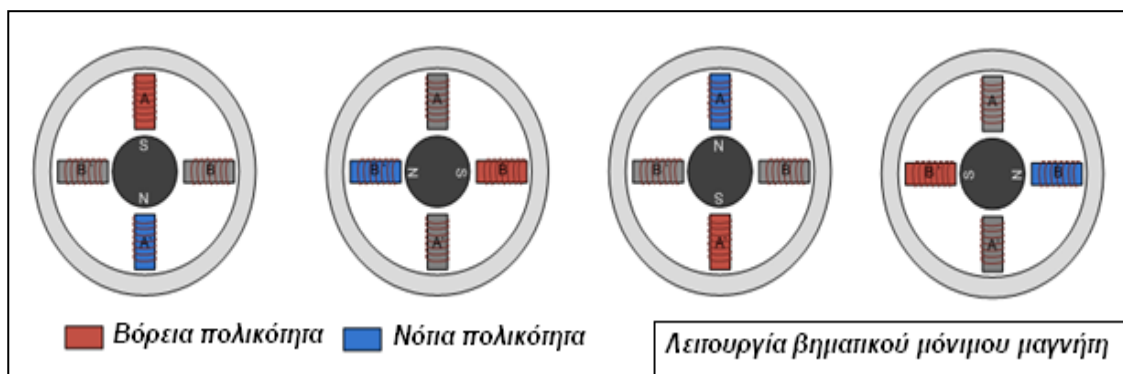 A
S
B' B
N
A'
A
B' N S B
A'
A
N
B' B
S
A'
A
B' S N B
A'
Βόρεια πολικότητα Νότια πολικότητα
Λειτουργία βηματικού μόνιμου μαγνήτη